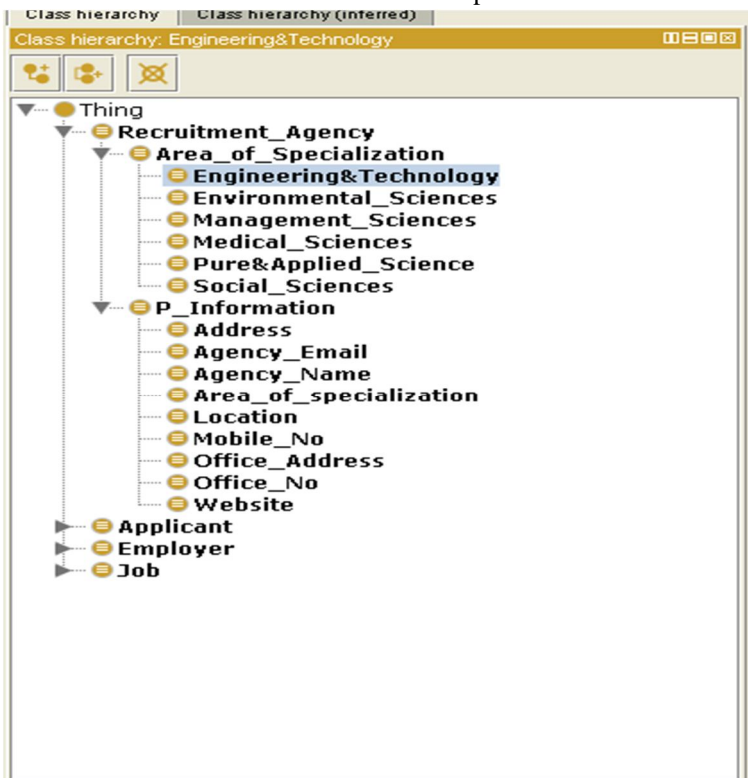 Class hierarchy Class hierarchy (inferred)
Class hierarchy: Engineering&Technology
Thing
Recruitment_Agency
Area_of_Specialization
Engineering&Technology
Environmental_Sciences
Management_Sciences
Medical_Sciences
Pure&Applied_Science
Social_Sciences
P_Information
Address
Agency_Email
Agency_Name
Area_of_specialization
Location
Mobile_No
Office_Address
Office_No
Website
Applicant
Employer
Job